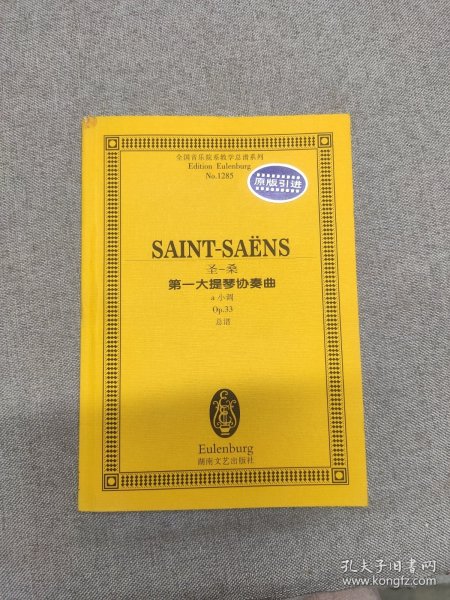 全国音乐院系教学总谱系列
Edition Eulenburg
No.1285
原版引进
SAINT-SAËNS
圣-桑
第一大提琴协奏曲
a小调
Op.33
总谱
Eulenburg
湖南文艺出版社
孔夫子旧书网
www.kongfz.com